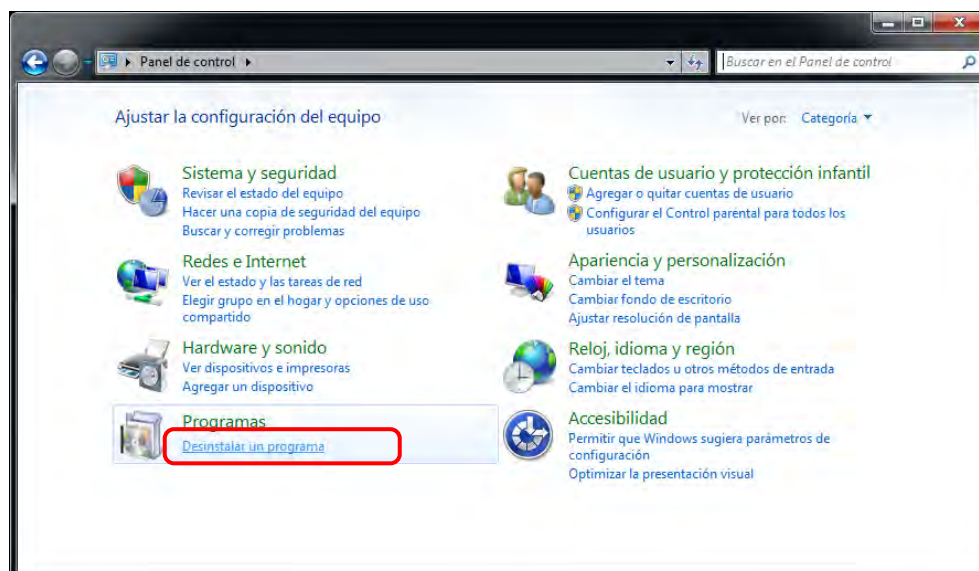 Panel de control
Buscar en el Panel de control
Ajustar la configuración del equipo
Ver por: Categoría
Sistema y seguridad
Revisar el estado del equipo
Hacer una copia de seguridad del equipo
Buscar y corregir problemas
Redes e Internet
Ver el estado y las tareas de red
Elegir grupo en el hogar y opciones de uso
compartido
Hardware y sonido
Ver dispositivos e impresoras
Agregar un dispositivo
Programas
Desinstalar un programa
Cuentas de usuario y protección infantil
Agregar o quitar cuentas de usuario
Configurar el Control parental para todos los
usuarios
Apariencia y personalización
Cambiar el tema
Cambiar fondo de escritorio
Ajustar resolución de pantalla
Reloj, idioma y región
Cambiar teclados u otros métodos de entrada
Cambiar el idioma para mostrar
Accesibilidad
Permitir que Windows sugiera parámetros de
configuración
Optimizar la presentación visual